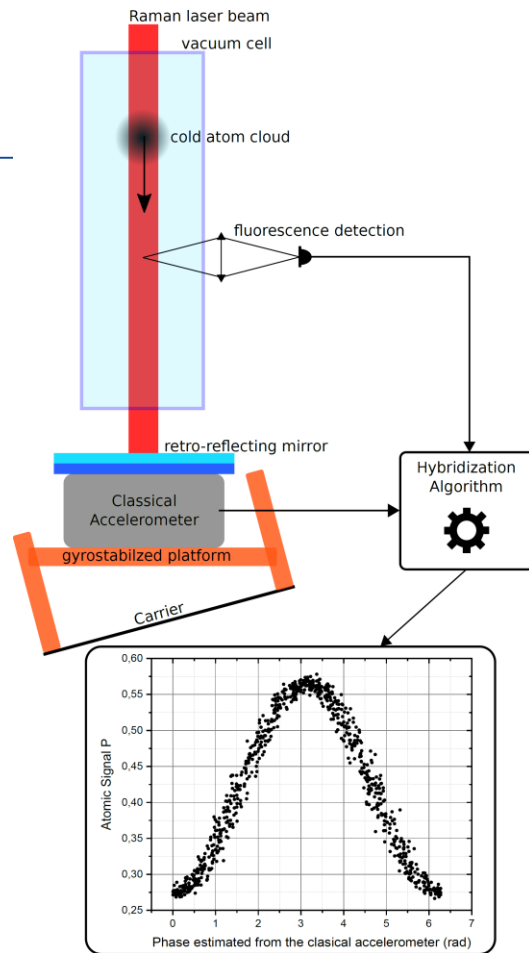 Raman laser beam
vacuum cell
cold atom cloud
fluorescence detection
retro-reflecting mirror
Hybridization
Algorithm
Classical
Accelerometer
gyrostabilzed platform
Carrier
0,60
0,55
0,50
0,45
0,40
0,35
0,30
0,25
Atomic Signal P
0 1 2 3 4 5 6 7
Phase estimated from the clasical accelerometer (rad)